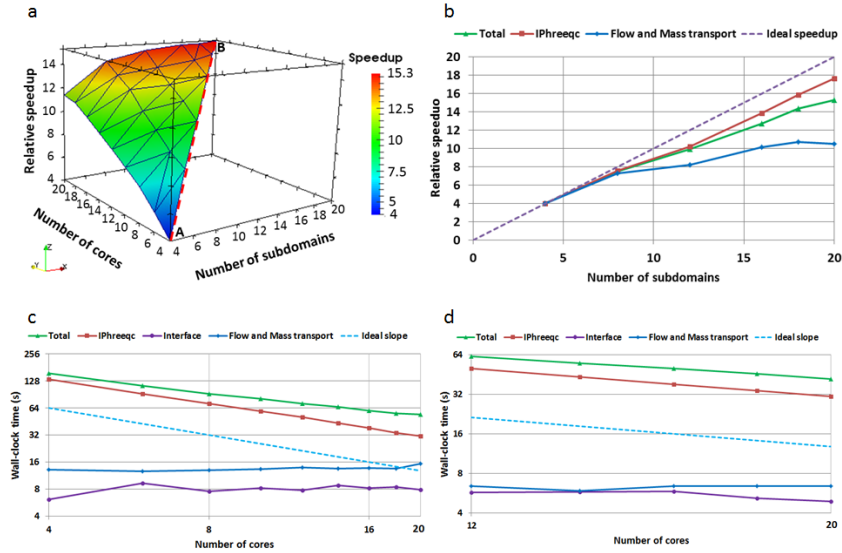 a
B
Speedup
15.3
12.5
10
7.5
5
4
Relative speedup
14
12
10
8
6
4
20 18 16 14 12 10 8 6 4
Number of cores
A
4 6 8 10 12 14 16 18 20
Number of subdomains
Z
Y
X
b
Total IPhreeqc Flow and Mass transport Ideal speedup
Relative speeduo
20
18
16
14
12
10
8
6
4
2
0
0 5 10 15 20
Number of subdomains
c
Total IPhreeqc Interface Flow and Mass transport Ideal slope
Wall-clock time (s)
256
128
64
32
16
8
4
4 8 16 20
Number of cores
d
Total IPhreeqc Interface Flow and Mass transport Ideal slope
Wall-clock time (s)
64
32
16
8
4
12 20
Number of cores